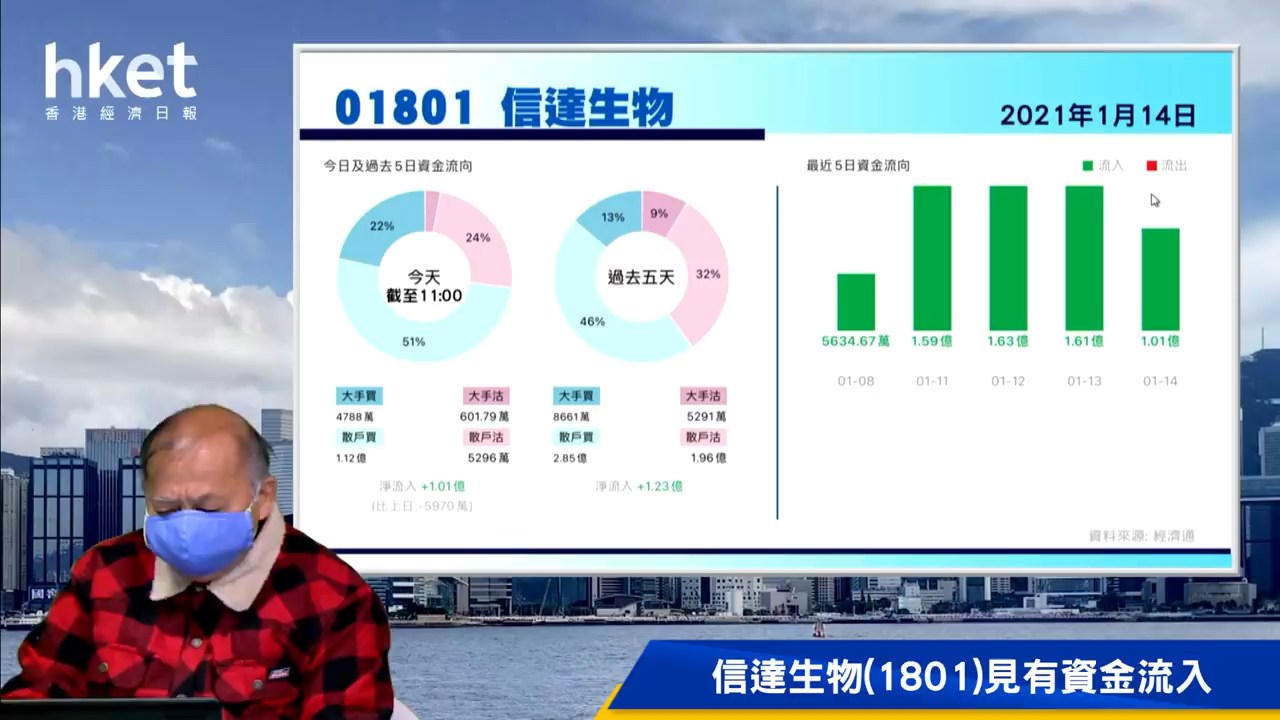 hket
香港經濟日報
01801 信達生物
2021年1月14日
今日及過去5日資金流向
22%
24%
51%
今天
截至11:00
13%
9%
32%
46%
過去五天
大手買
大手沽
4788萬
601.79萬
散戶買
散戶沽
1.12億
5296萬
淨流入 +1.01億
(比上日:-5970萬)
大手買
大手沽
8661萬
5291萬
散戶買
散戶沽
2.85億
1.96億
淨流入 +1.23億
最近5日資金流向
流入
流出
5634.67萬
1.59億
1.63億
1.61億
1.01億
01-08
01-11
01-12
01-13
01-14
資料來源: 經濟通
信達生物(1801)見有資金流入